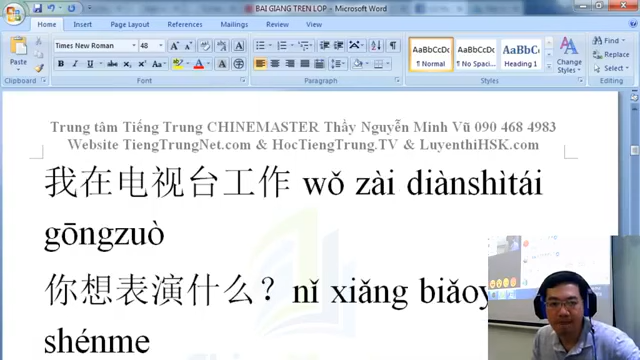 BAI GIANG TREN LOP - Microsoft Word
Home Insert Page Layout References Mailings Review View
Paste
Times New Roman 48
AaBbCcDc AaBbCcDc AaBbCc
¶ Normal ¶ No Spaci... Heading 1
Change Styles
Find
Replace
Select
Clipboard Font Paragraph Styles Editing
Trung tâm Tiếng Trung CHINEMASTER Thầy Nguyễn Minh Vũ 090 468 4983
Website TiengTrungNet.com & HocTiengTrung.TV & LuyenthiHSK.com
我在电视台工作 wǒ zài diànshìtái
gōngzuò
你想表演什么？nǐ xiǎng biǎoy
shénme